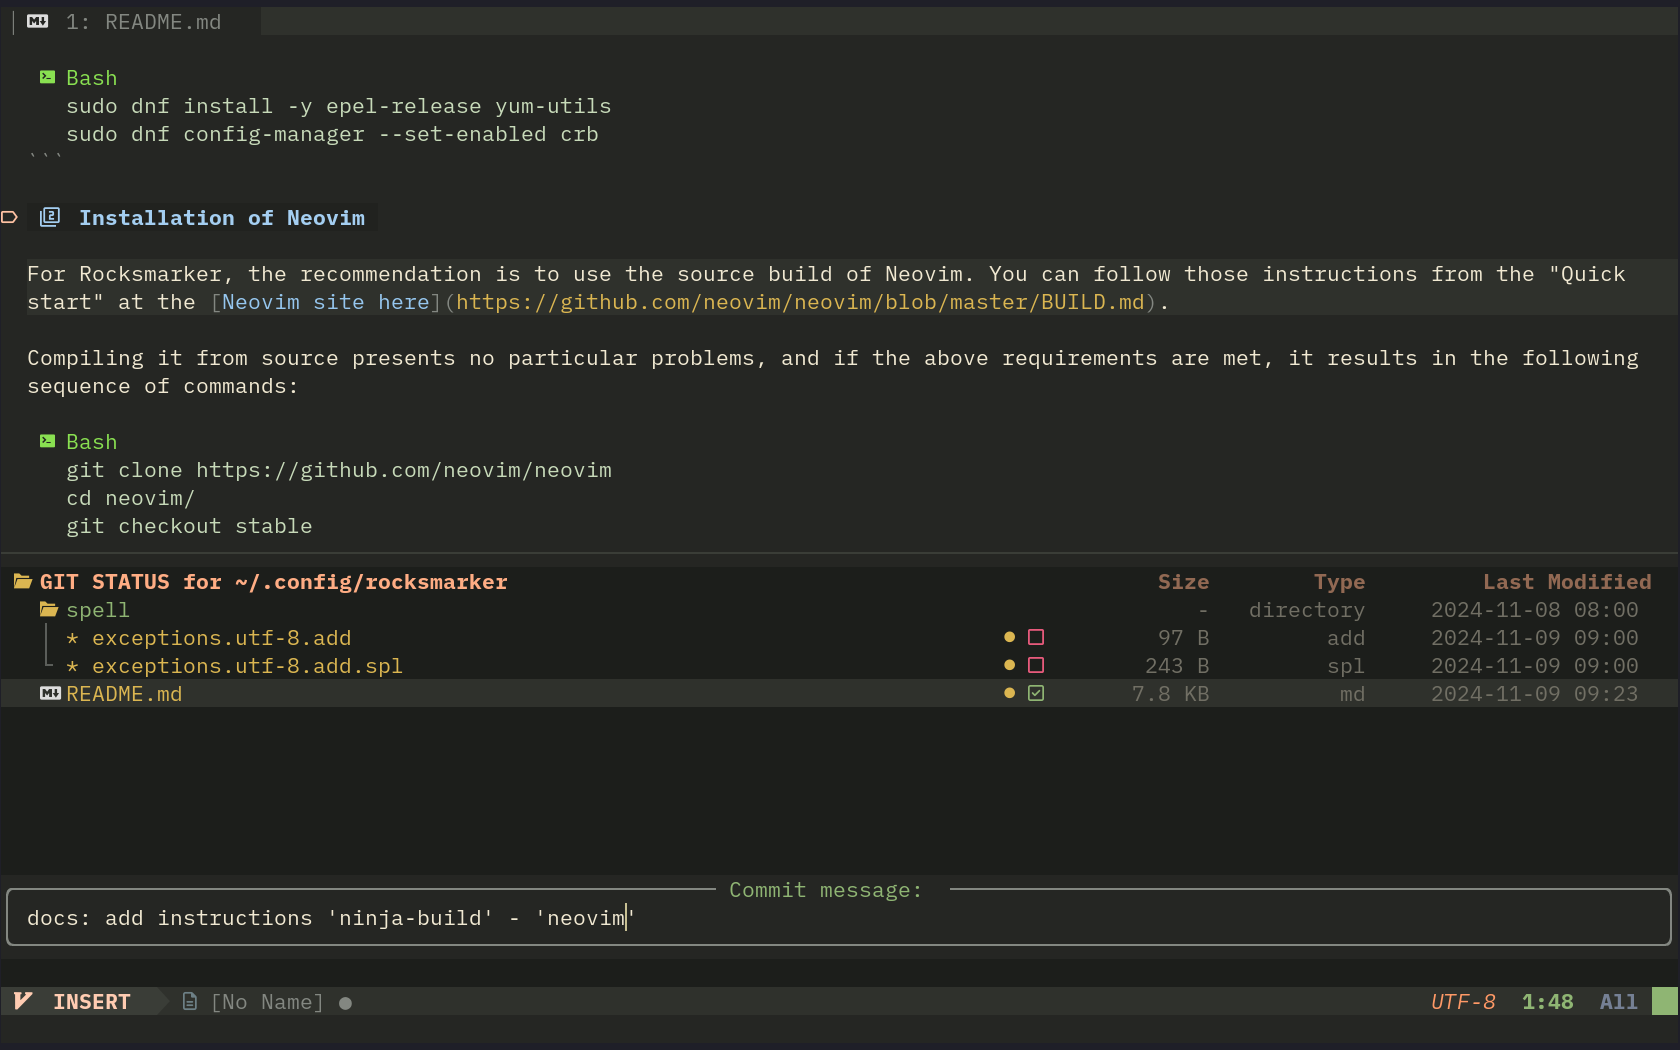 1: README.md
Bash
sudo dnf install -y epel-release yum-utils
sudo dnf config-manager --set-enabled crb
```
Installation of Neovim
For Rocksmarker, the recommendation is to use the source build of Neovim. You can follow those instructions from the "Quick
start" at the [Neovim site here](https://github.com/neovim/neovim/blob/master/BUILD.md).
Compiling it from source presents no particular problems, and if the above requirements are met, it results in the following
sequence of commands:
Bash
git clone https://github.com/neovim/neovim
cd neovim/
git checkout stable
GIT STATUS for ~/.config/rocksmarker Size Type Last Modified
spell - directory 2024-11-08 08:00
* exceptions.utf-8.add 97 B add 2024-11-09 09:00
* exceptions.utf-8.add.spl 243 B spl 2024-11-09 09:00
README.md 7.8 KB md 2024-11-09 09:23
Commit message:
docs: add instructions 'ninja-build' - 'neovim'
INSERT [No Name] UTF-8 1:48 All